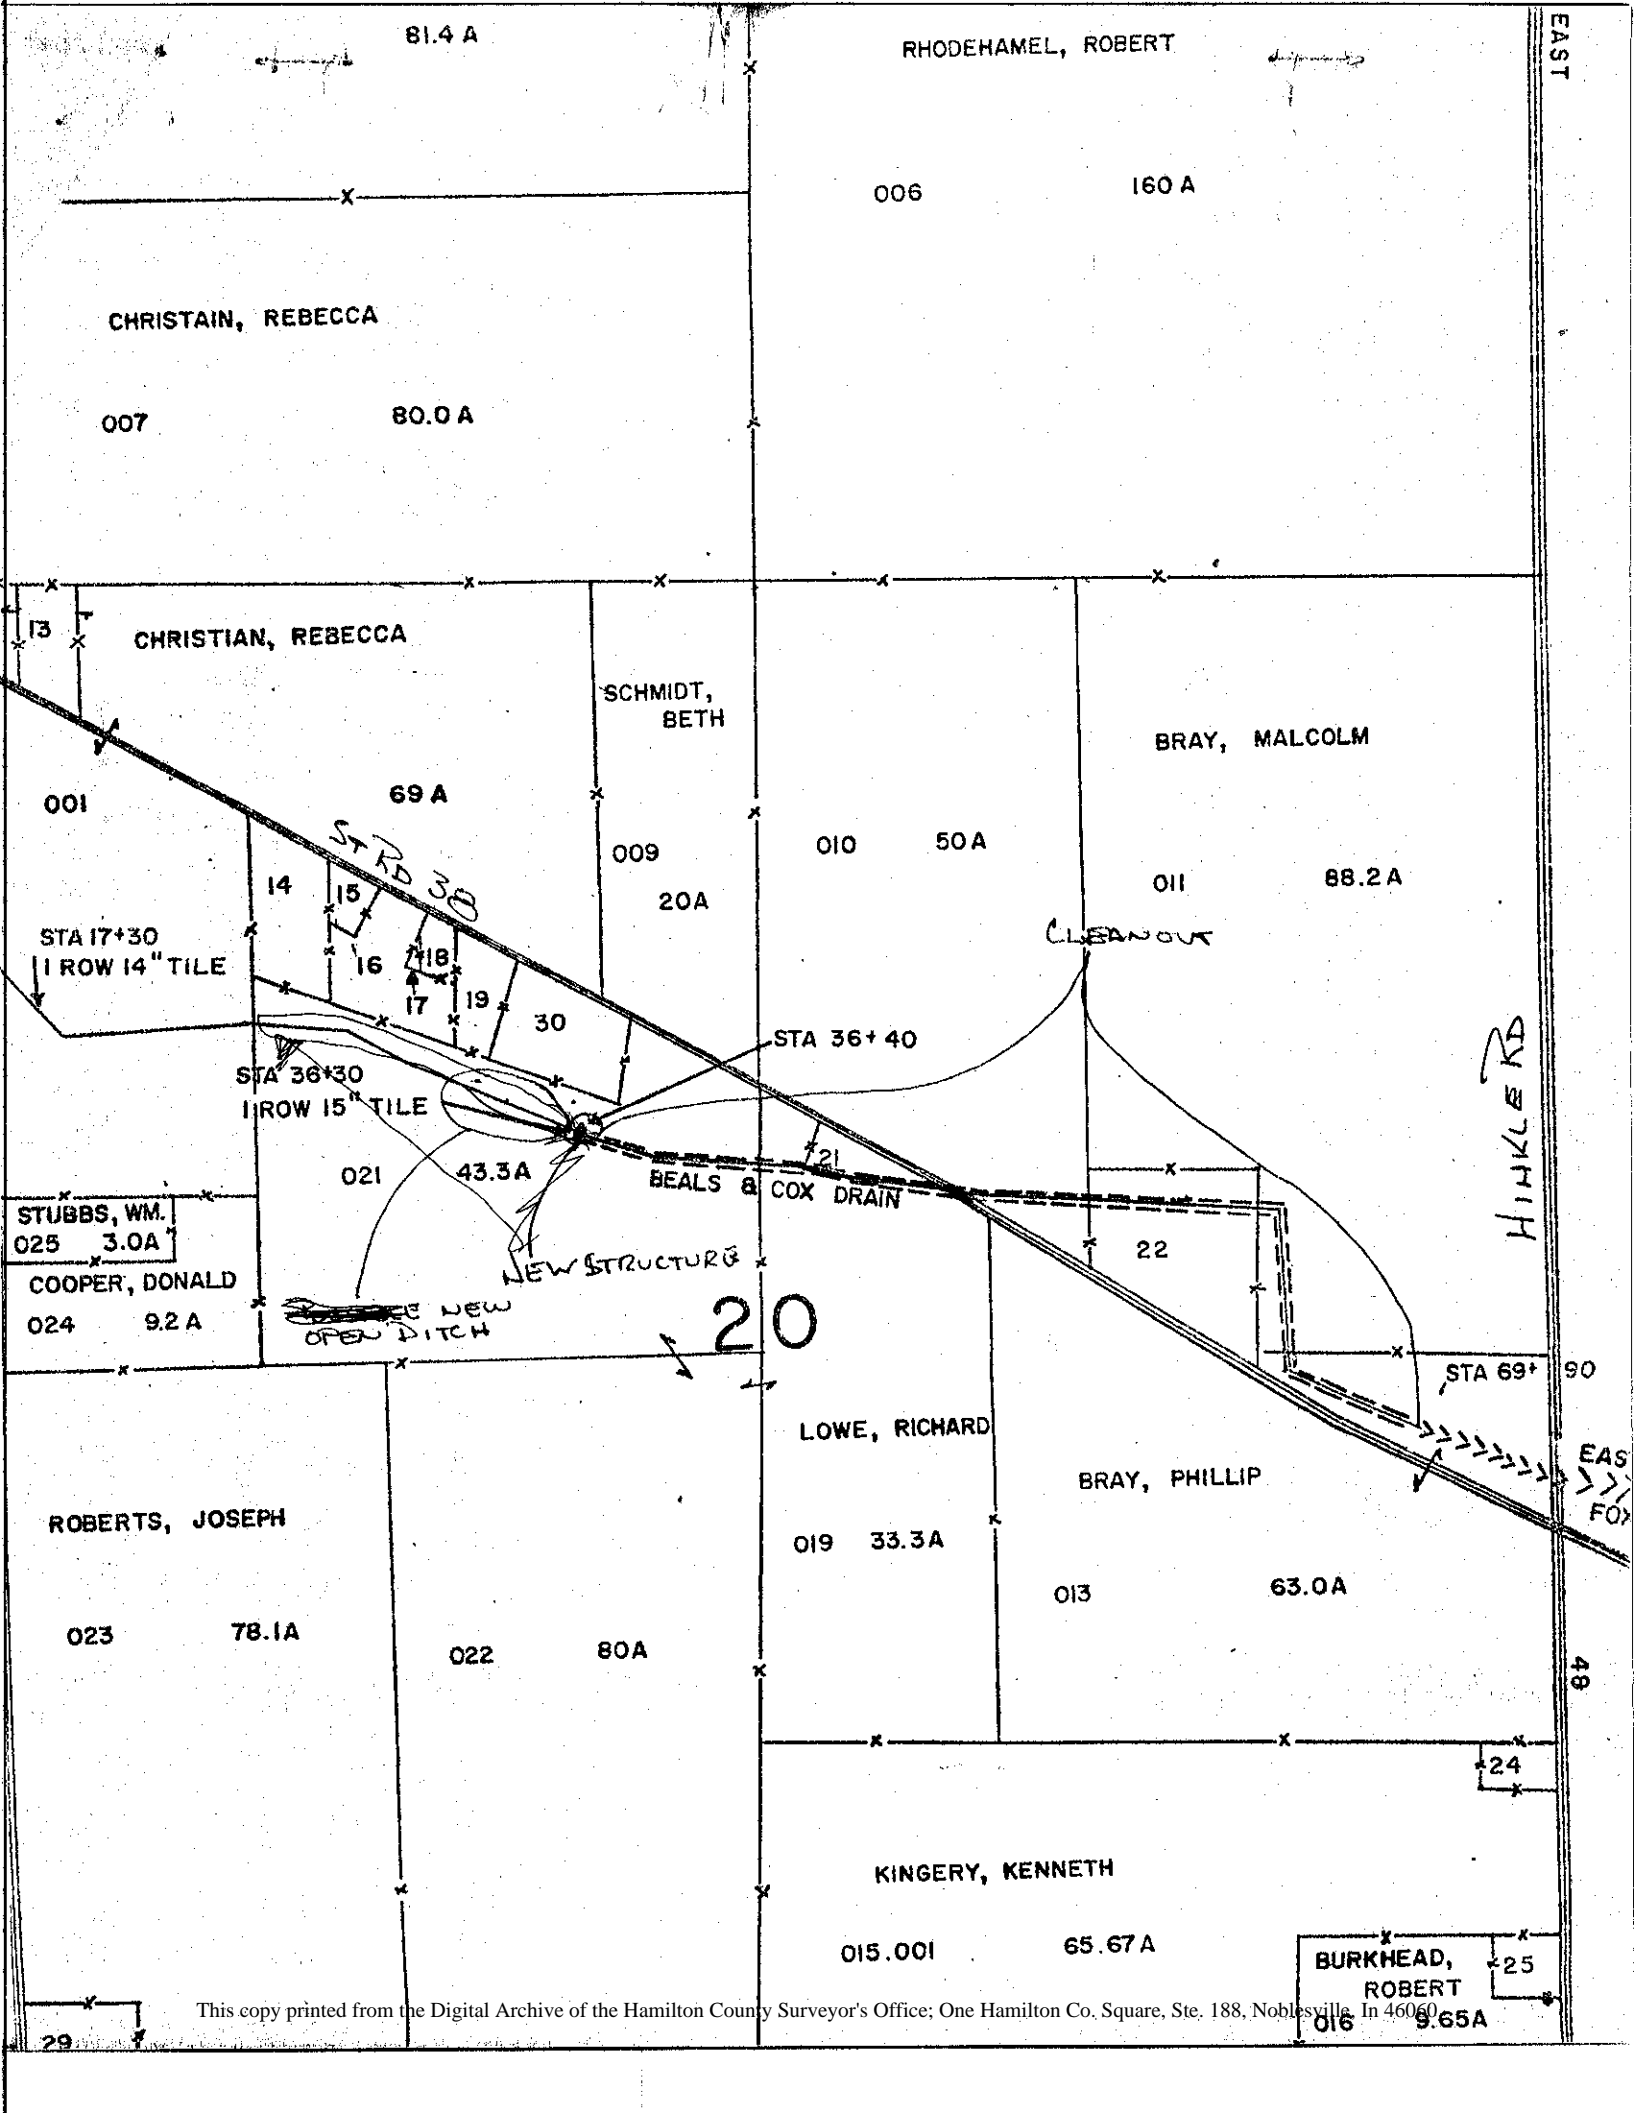 81.4 A
RHODEHAMEL, ROBERT
EAST
006 160 A
CHRISTAIN, REBECCA
007 80.0 A
13
CHRISTIAN, REBECCA
SCHMIDT,
BETH
BRAY, MALCOLM
001
69 A
ST RD 38
009
20A
010 50 A
011 88.2 A
14
15
16
17
18
19
30
CLEANOUT
STA 17+30
1 ROW 14" TILE
STA 36+40
HINKLE RD
STA 36+30
1 ROW 15" TILE
021 43.3 A
21
BEALS & COX DRAIN
22
STUBBS, WM.
025 3.0A
COOPER, DONALD
024 9.2 A
NEW STRUCTURE
NEW
OPEN DITCH
20
STA 69+90
LOWE, RICHARD
BRAY, PHILLIP
EAS
FOX
ROBERTS, JOSEPH
019 33.3 A
013 63.0A
023 78.1A
022 80A
48
24
KINGERY, KENNETH
015.001 65.67 A
BURKHEAD,
ROBERT
25
016 9.65A
29
This copy printed from the Digital Archive of the Hamilton County Surveyor's Office; One Hamilton Co. Square, Ste. 188, Noblesville, In 46060